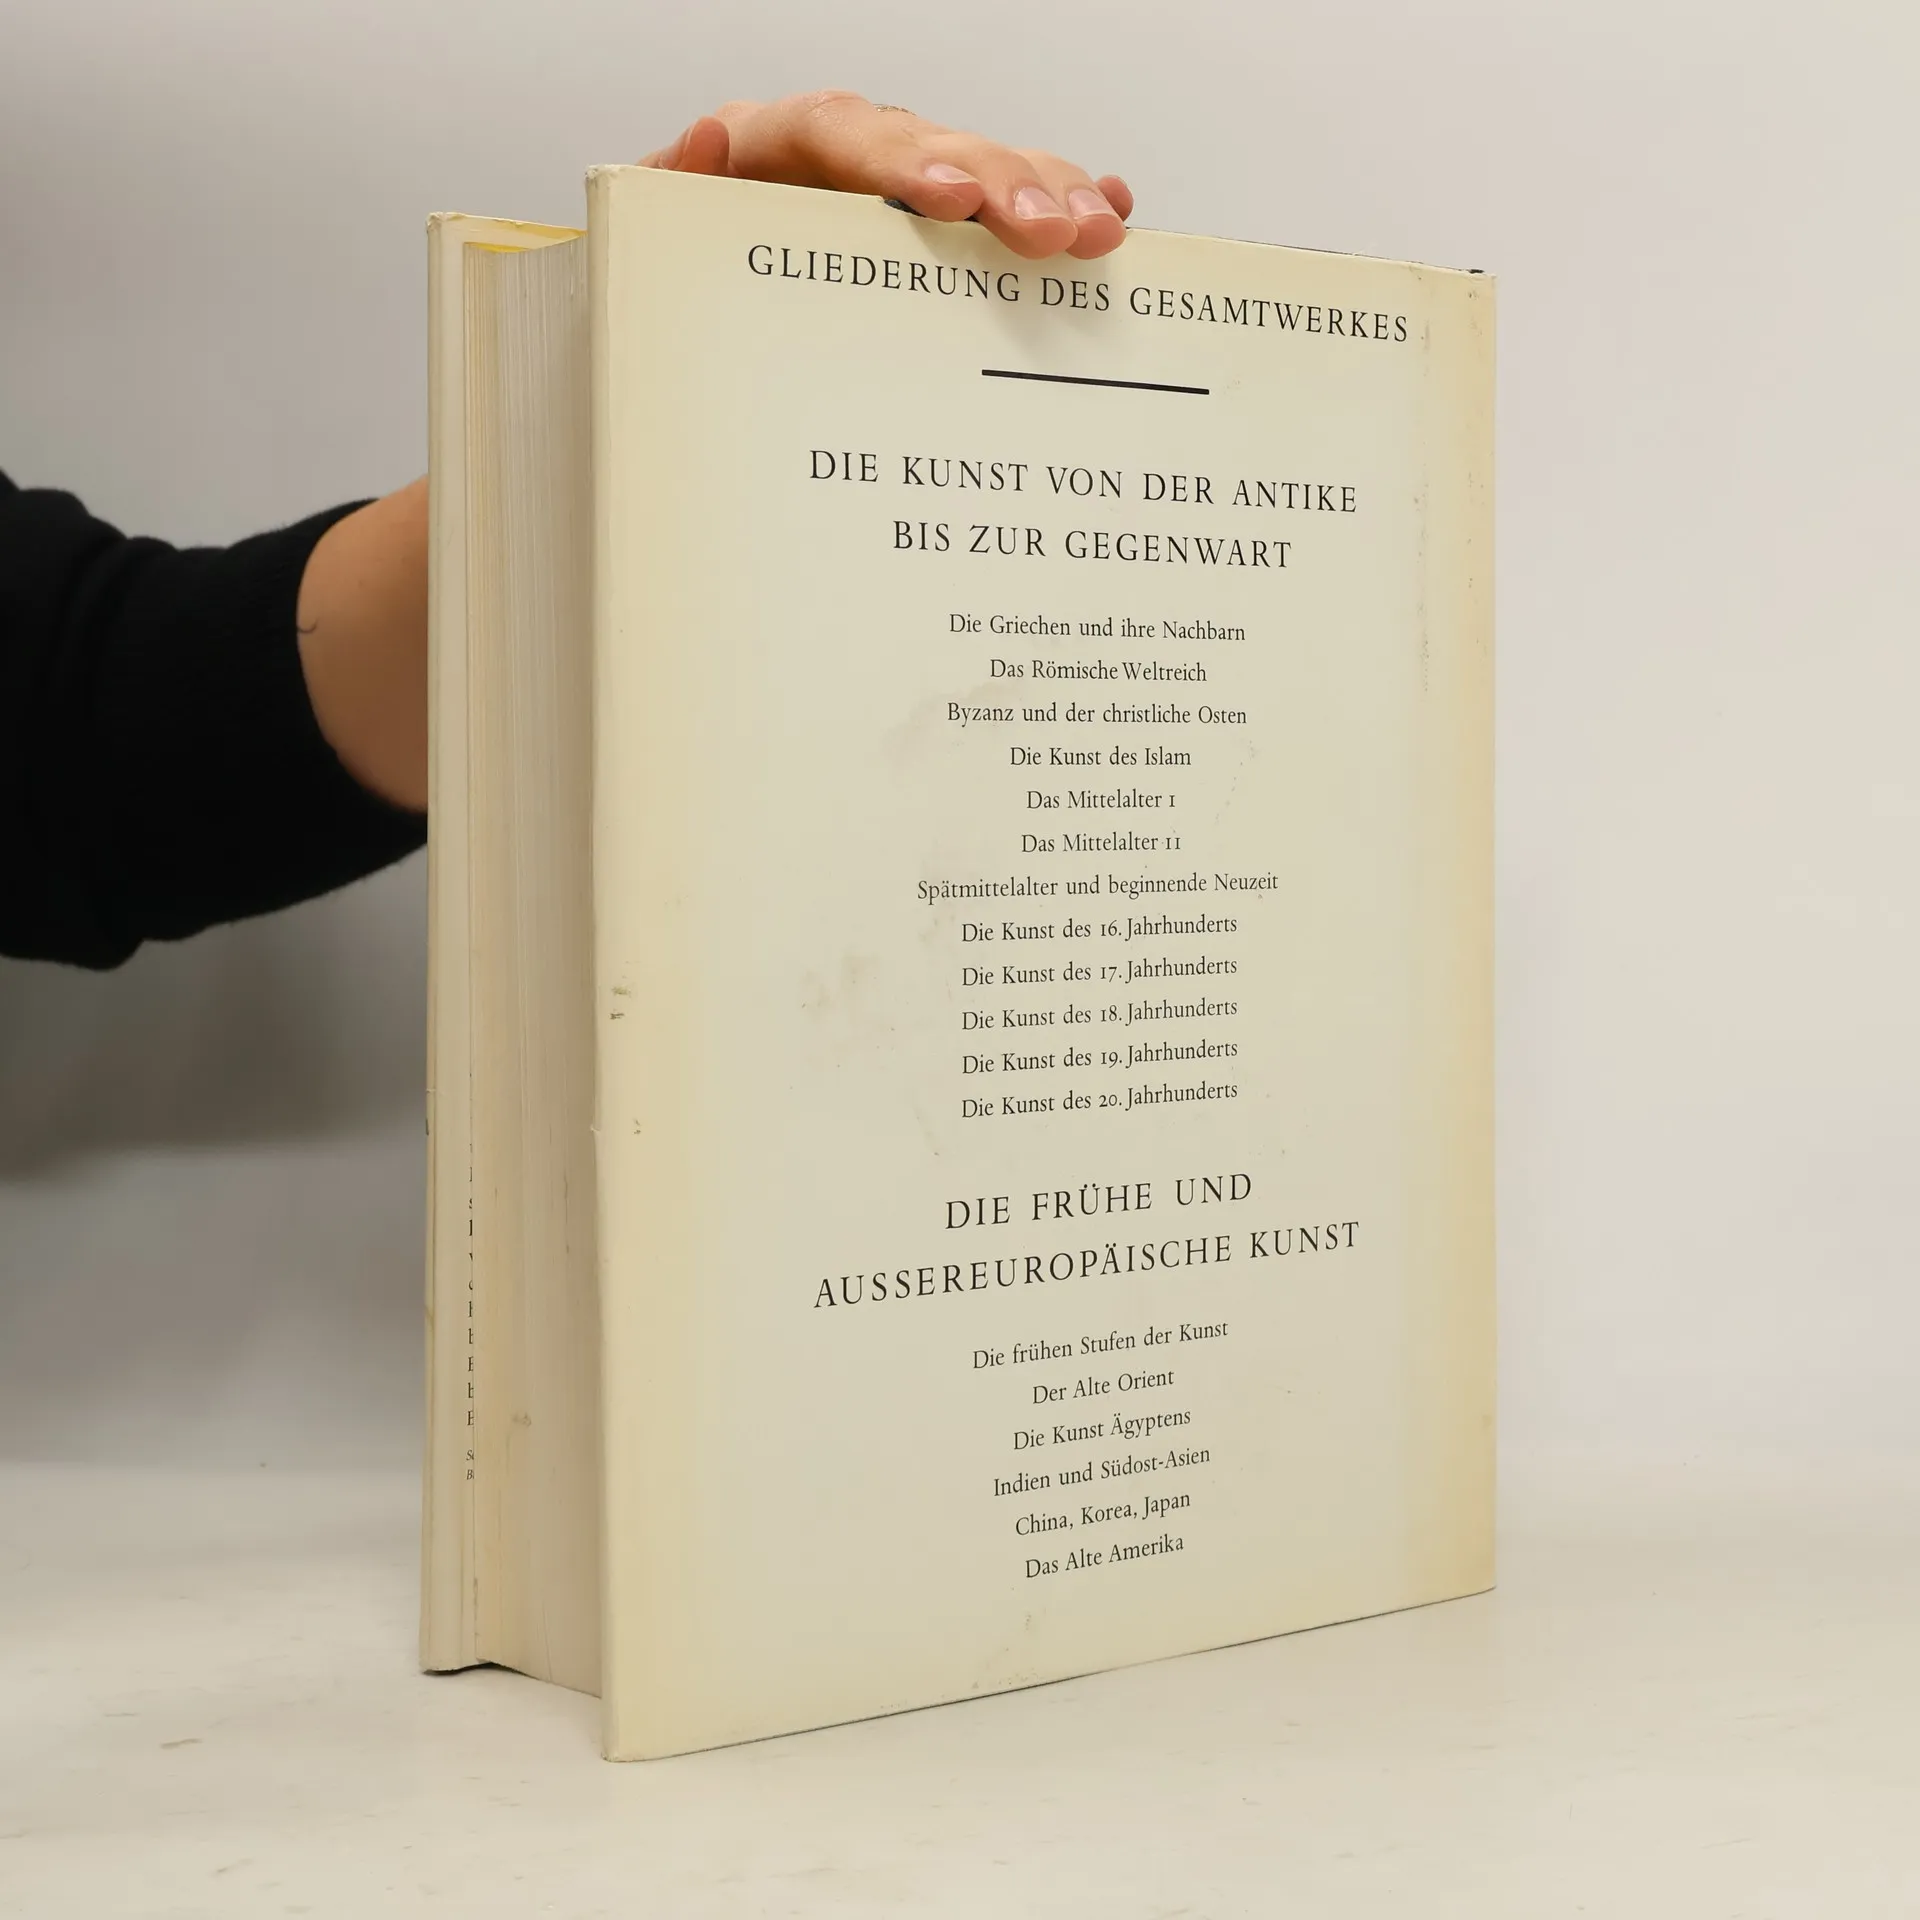 GLIEDERUNG DES GESAMTWERKES
DIE KUNST VON DER ANTIKE
BIS ZUR GEGENWART
Die Griechen und ihre Nachbarn
Das Römische Weltreich
Byzanz und der christliche Osten
Die Kunst des Islam
Das Mittelalter I
Das Mittelalter II
Spätmittelalter und beginnende Neuzeit
Die Kunst des 16. Jahrhunderts
Die Kunst des 17. Jahrhunderts
Die Kunst des 18. Jahrhunderts
Die Kunst des 19. Jahrhunderts
Die Kunst des 20. Jahrhunderts
DIE FRÜHE UND
AUSSEREUROPÄISCHE KUNST
Die frühen Stufen der Kunst
Der Alte Orient
Die Kunst Ägyptens
Indien und Südost-Asien
China, Korea, Japan
Das Alte Amerika